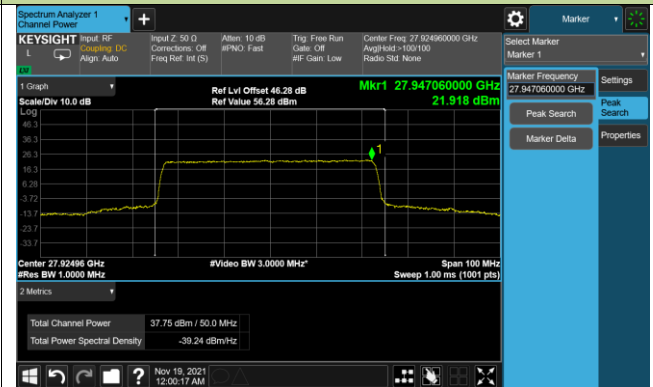 Spectrum Analyzer 1
Channel Power
+
Marker
KEYSIGHT
L
Input: RF
Coupling: DC
Align: Auto
Input Z: 50 Ω
Corrections: Off
Freq Ref: Int (S)
Atten: 10 dB
#PNO: Fast
Trig: Free Run
Gate: Off
#IF Gain: Low
Center Freq: 27.924960000 GHz
Avg|Hold:>100/100
Radio Std: None
Select Marker
Marker 1
1 Graph
Scale/Div 10.0 dB
Log
Ref Lvl Offset 46.28 dB
Ref Value 56.28 dBm
Mkr1 27.947060000 GHz
21.918 dBm
46.3
36.3
26.3
16.3
6.28
-3.72
-13.7
-23.7
-33.7
1
Center 27.92496 GHz
#Res BW 1.0000 MHz
#Video BW 3.0000 MHz*
Span 100 MHz
Sweep 1.00 ms (1001 pts)
2 Metrics
Total Channel Power 37.75 dBm / 50.0 MHz
Total Power Spectral Density -39.24 dBm/Hz
Marker Frequency
27.947060000 GHz
Peak Search
Marker Delta
Settings
Peak
Search
Properties
?
Nov 19, 2021
12:00:17 AM